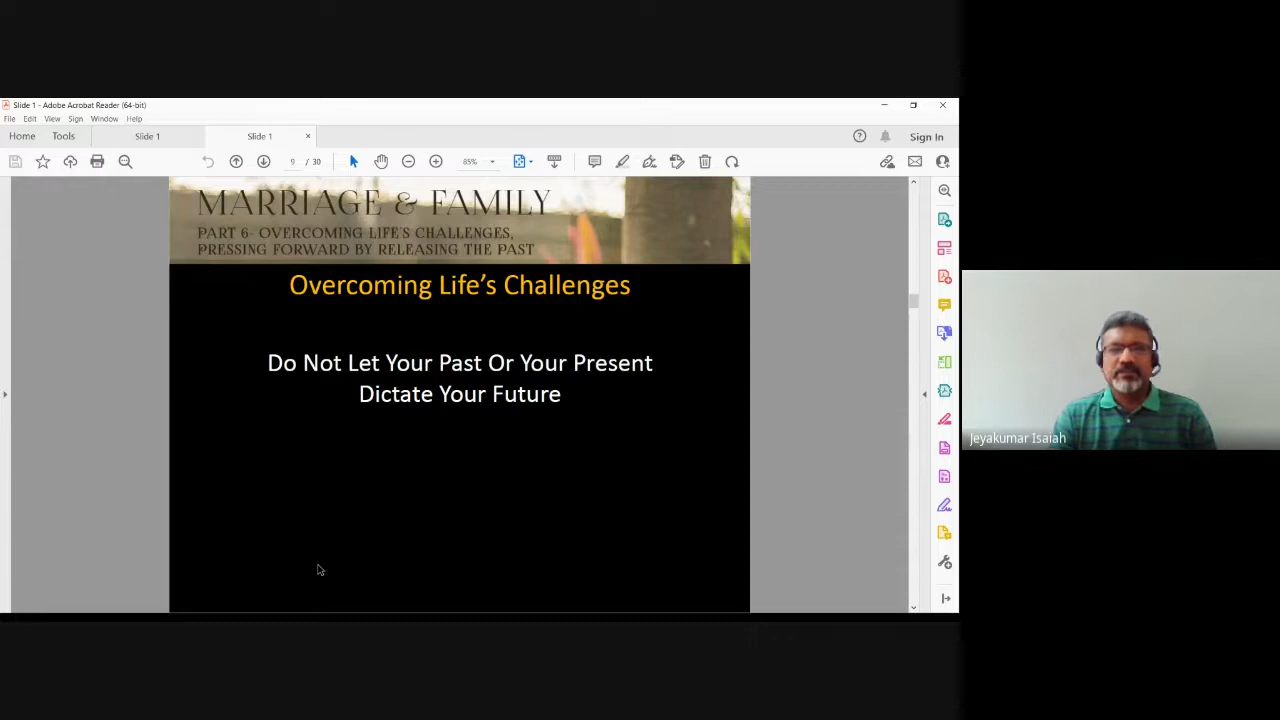 Slide 1 - Adobe Acrobat Reader (64-bit)
File Edit View Sign Window Help
Home Tools Slide 1 Slide 1 × Sign In
9 / 30 85%
MARRIAGE & FAMILY
PART 6- OVERCOMING LIFE'S CHALLENGES,
PRESSING FORWARD BY RELEASING THE PAST
Overcoming Life’s Challenges
Do Not Let Your Past Or Your Present
Dictate Your Future
Jeyakumar Isaiah